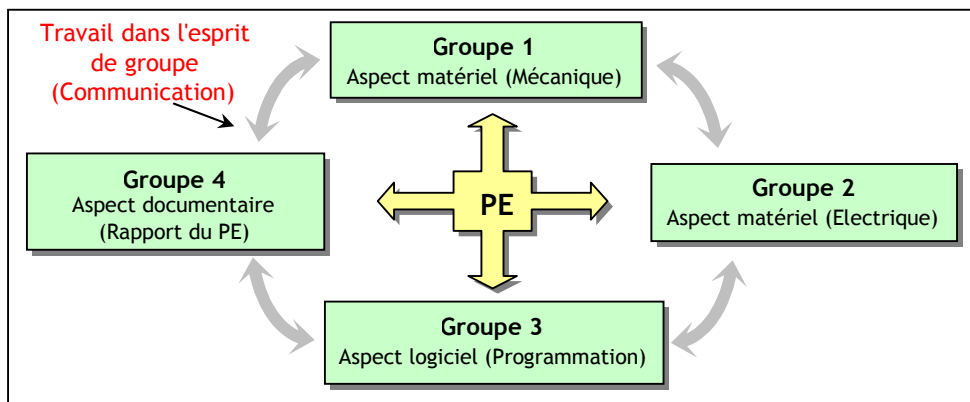 Travail dans l'esprit
de groupe
(Communication)
Groupe 1
Aspect matériel (Mécanique)
Groupe 4
Aspect documentaire
(Rapport du PE)
PE
Groupe 2
Aspect matériel (Electrique)
Groupe 3
Aspect logiciel (Programmation)